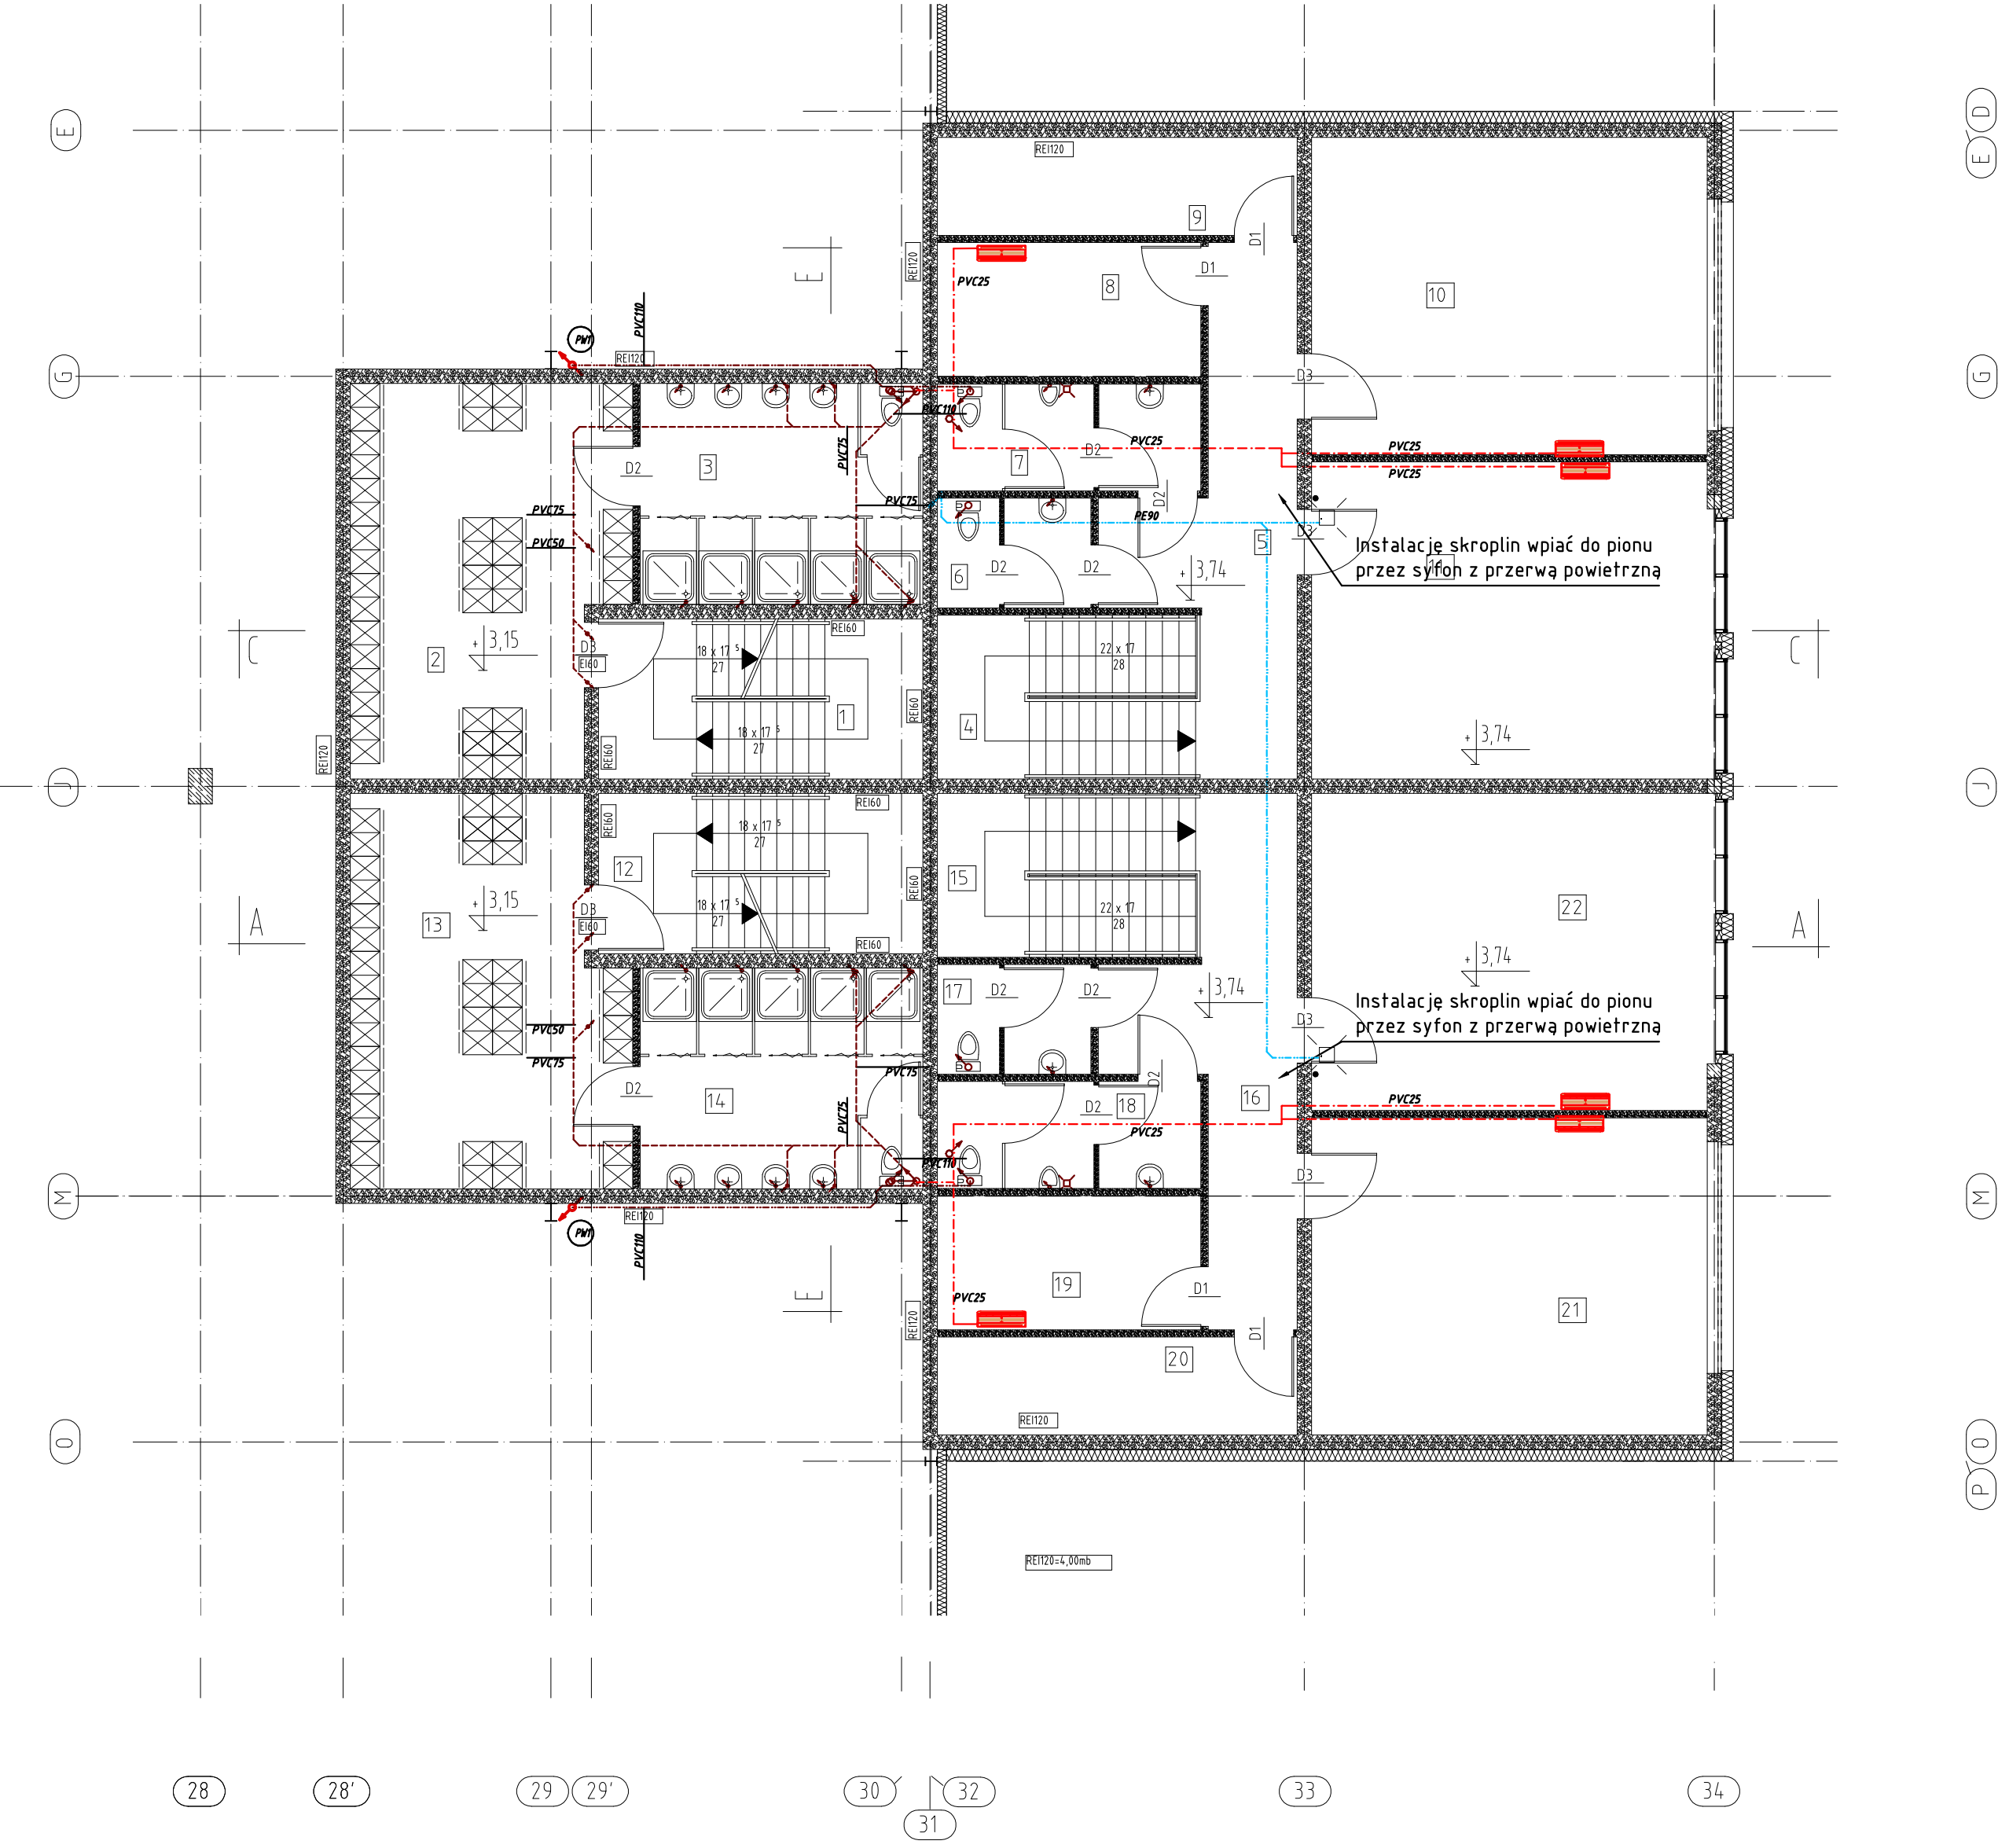 D
E
E
REI120
9
D1
E
REI120
D1
8
PVC25
10
PVC110
PW1
REI120
G
D3
G
PVC110
PVC25
PVC25
D2
PVC75
D2
3
7
PVC25
PVC75
D2
PVC75
PE90
D3
5
PVC50
Instalację skroplin wpiać do pionu
przez syfon z przerwą powietrzną
6
D2
D2
+ 3,74
REI60
C
2
+ 3,15
D3
EI60
18 x 17 5
27
22 x 17
28
C
1
REI60
4
REI120
REI60
18 x 17 5
27
+ 3,74
J
J
REI60
REI60
18 x 17 5
27
12
REI60
15
A
13
+ 3,15
D3
EI60
18 x 17 5
27
22 x 17
28
22
A
REI60
+ 3,74
17
D2
D2
+ 3,74
Instalację skroplin wpiać do pionu
przez syfon z przerwą powietrzną
PVC50
D3
PVC75
PVC75
D2
D2
14
PVC75
D2
18
16
PVC25
PVC25
PVC110
D3
M
M
REI120
PW1
PVC110
19
D1
E
PVC25
21
REI120
D1
20
REI120
O
O
P
REI120=4,00mb
28
28'
29
29'
30
32
33
34
31